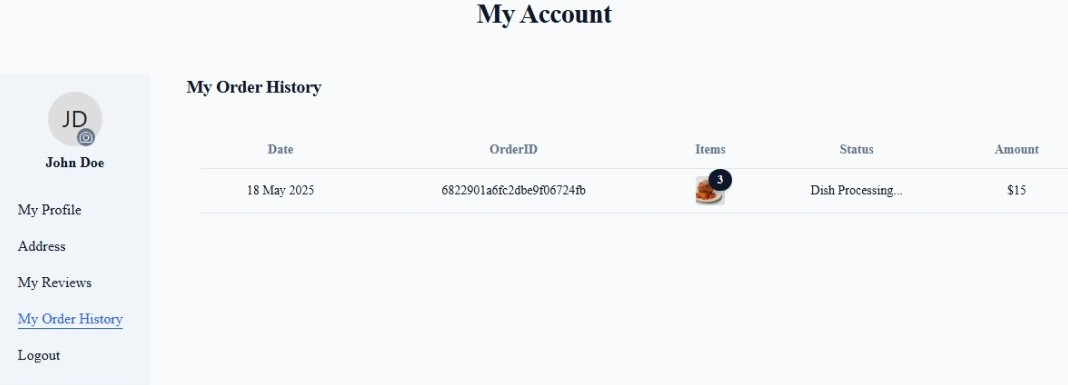 My Account
JD
John Doe
My Profile
Address
My Reviews
My Order History
Logout
My Order History
Date OrderID Items Status Amount
18 May 2025 6822901a6fc2dbe9f06724fb 3 Dish Processing... $15